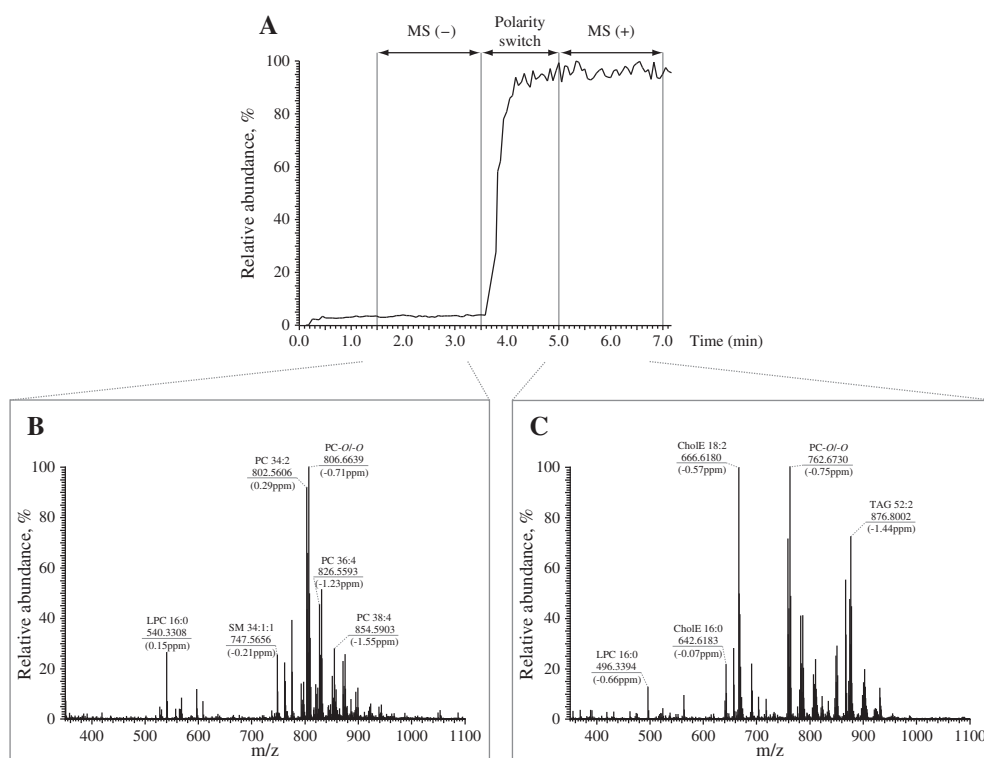 A
MS (−)
Polarity
switch
MS (+)
Relative abundance, %
100
80
60
40
20
0
0.0 1.0 2.0 3.0 4.0 5.0 6.0 7.0 Time (min)
B
Relative abundance, %
100
80
60
40
20
0
PC-O/-O
806.6639
(-0.71ppm)
PC 34:2
802.5606
(0.29ppm)
PC 36:4
826.5593
(-1.23ppm)
LPC 16:0
540.3308
(0.15ppm)
SM 34:1:1
747.5656
(-0.21ppm)
PC 38:4
854.5903
(-1.55ppm)
400 500 600 700 800 900 1000 1100
m/z
C
Relative abundance, %
100
80
60
40
20
0
CholE 18:2
666.6180
(-0.57ppm)
PC-O/-O
762.6730
(-0.75ppm)
TAG 52:2
876.8002
(-1.44ppm)
CholE 16:0
642.6183
(-0.07ppm)
LPC 16:0
496.3394
(-0.66ppm)
400 500 600 700 800 900 1000 1100
m/z